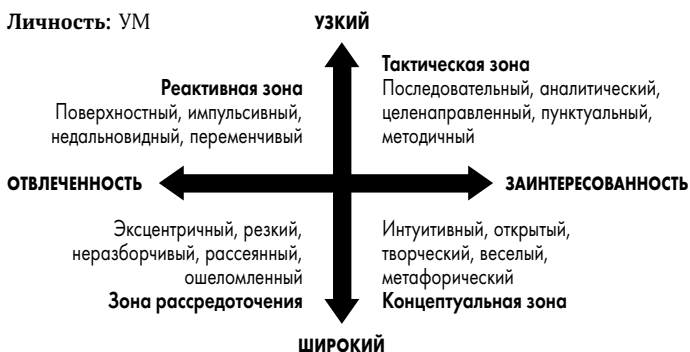 Личность: УМ
УЗКИЙ
Реактивная зона
Поверхностный, импульсивный,
недальновидный, переменчивый
Тактическая зона
Последовательный, аналитический,
целенаправленный, пунктуальный,
методичный
ОТВЛЕЧЕННОСТЬ
ЗАИНТЕРЕСОВАННОСТЬ
Эксцентричный, резкий,
неразборчивый, рассеянный,
ошеломленный
Зона рассредоточения
Интуитивный, открытый,
творческий, веселый,
метафорический
Концептуальная зона
ШИРОКИЙ